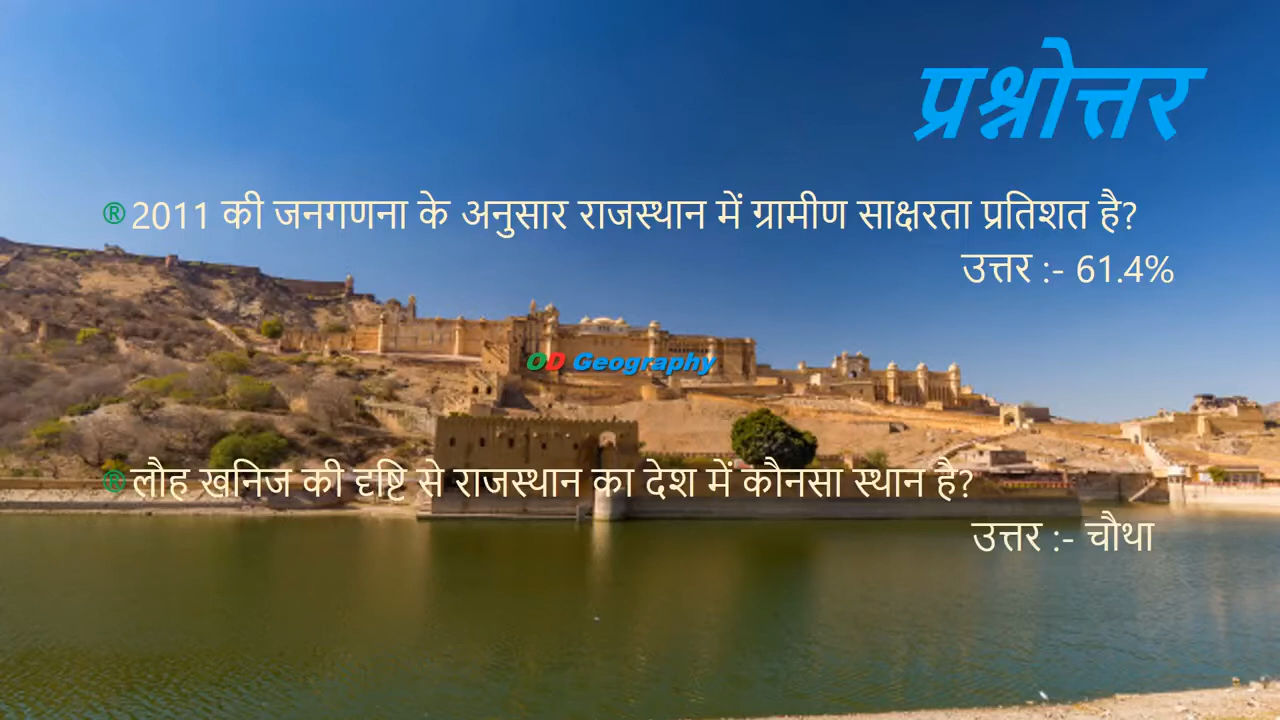 प्रश्नोत्तर
® 2011 की जनगणना के अनुसार राजस्थान में ग्रामीण साक्षरता प्रतिशत है?
उत्तर :- 61.4%
OD Geography
® लौह खनिज की दृष्टि से राजस्थान का देश में कौनसा स्थान है?
उत्तर :- चौथा